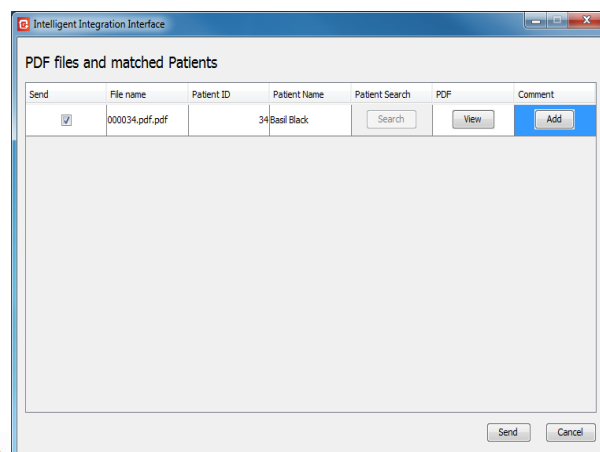 Intelligent Integration Interface
PDF files and matched Patients
Send File name Patient ID Patient Name Patient Search PDF Comment
000034.pdf.pdf 34 Basil Black Search View Add
Send Cancel